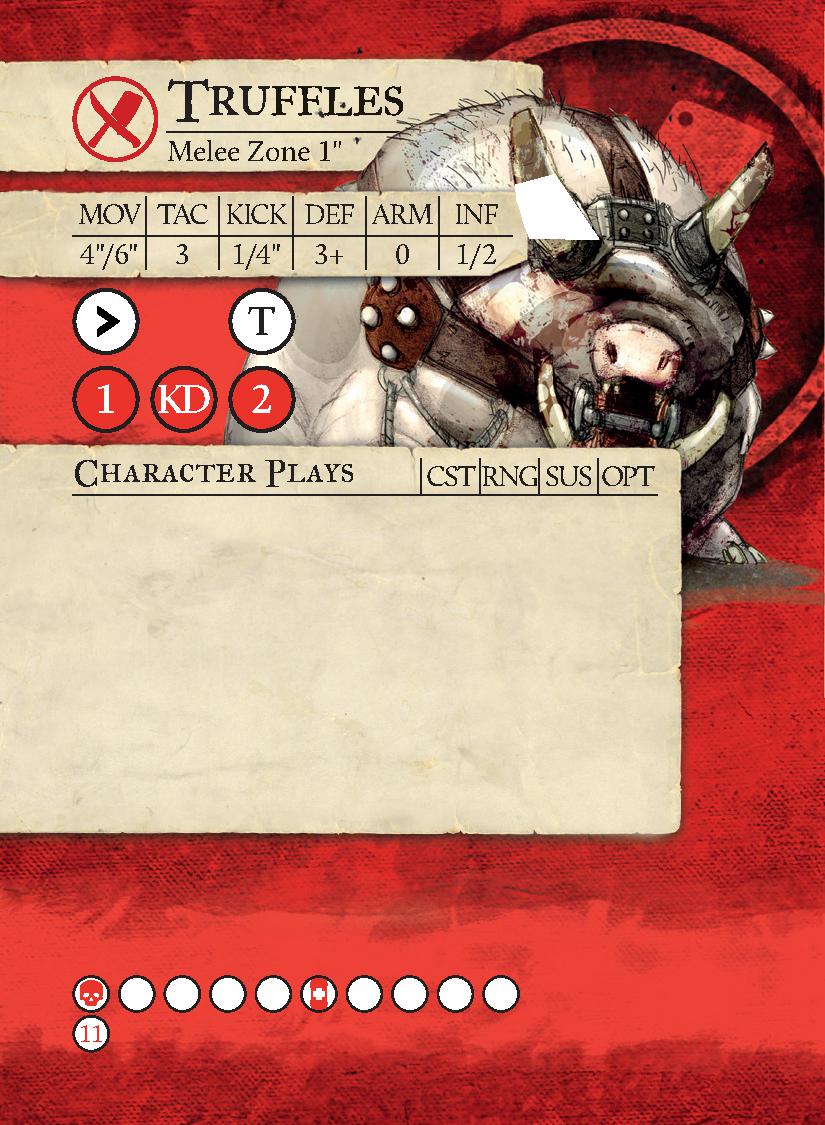 TRUFFLES
Melee Zone 1"
MOV TAC KICK DEF ARM INF
4"/6" 3 1/4" 3+ 0 1/2
> T
1 KD 2
CHARACTER PLAYS CST RNG SUS OPT
11